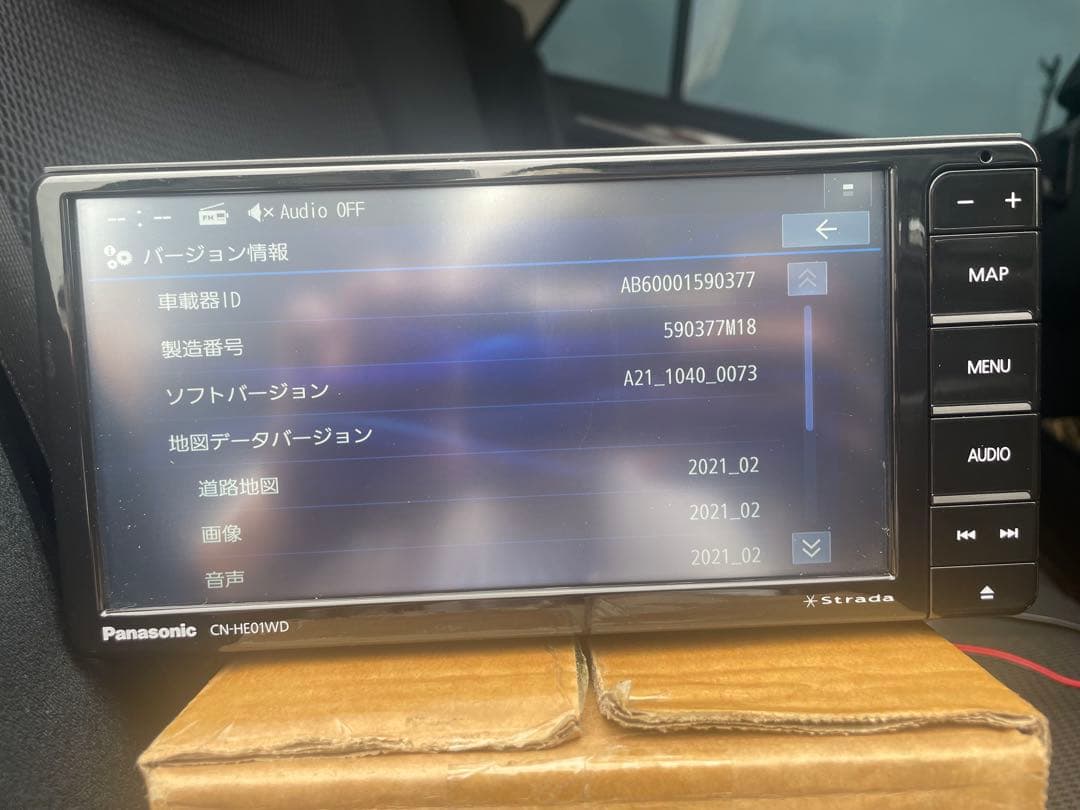 --:-- FM Audio OFF
バージョン情報
車載器ID AB60001590377
製造番号 590377M18
ソフトバージョン A21_1040_0073
地図データバージョン
道路地図 2021_02
画像 2021_02
音声 2021_02
Panasonic CN-HE01WD
Strada
- +
MAP
MENU
AUDIO